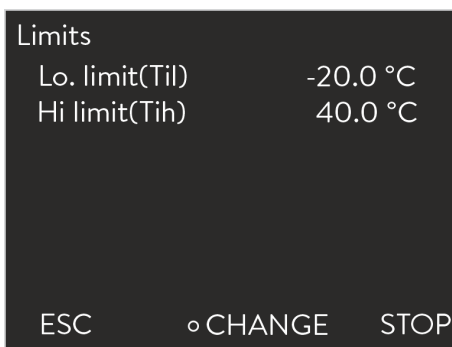 Limits
Lo. limit(Til) -20.0 °C
Hi limit(Tih) 40.0 °C
ESC ○ CHANGE STOP